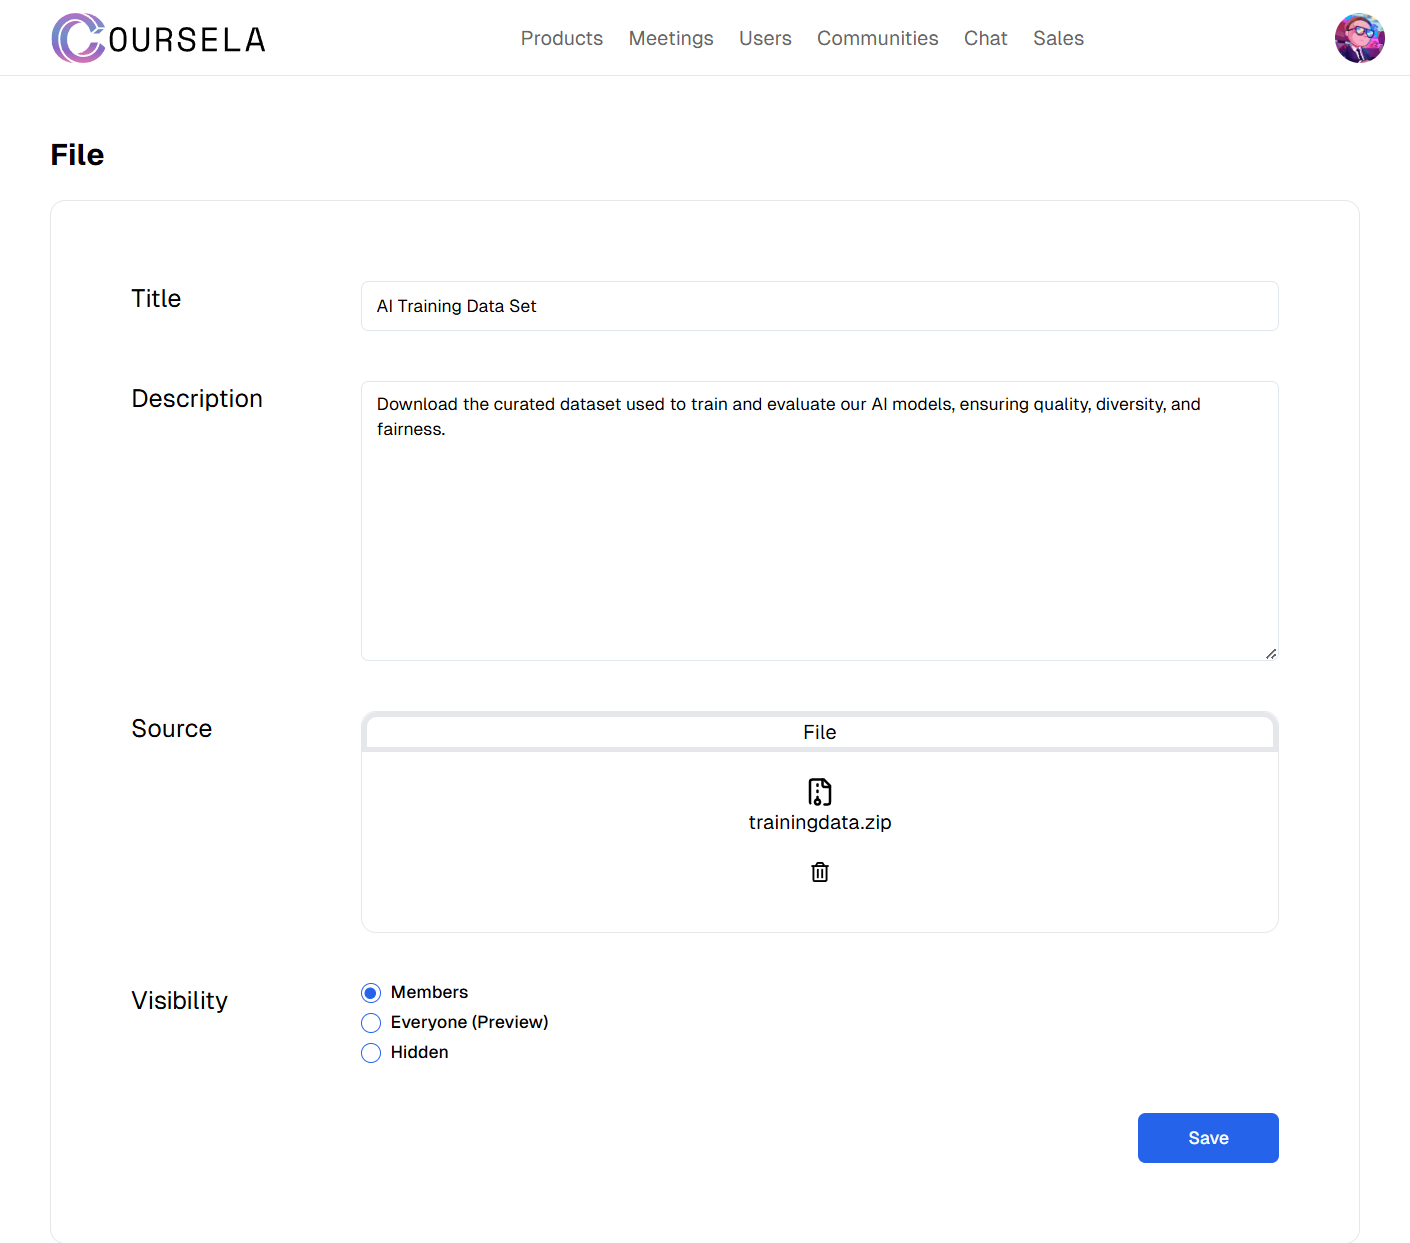 COURSELA
Products Meetings Users Communities Chat Sales
File
Title
AI Training Data Set
Description
Download the curated dataset used to train and evaluate our AI models, ensuring quality, diversity, and
fairness.
Source
File
trainingdata.zip
Visibility
Members
Everyone (Preview)
Hidden
Save